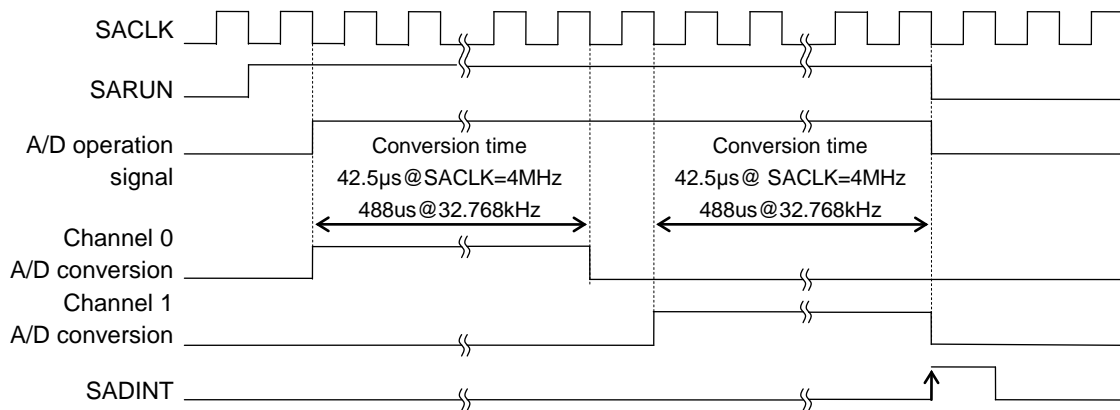 SACLK
SARUN
A/D operation
signal
Conversion time
42.5µs@SACLK=4MHz
488us@32.768kHz
Conversion time
42.5µs@ SACLK=4MHz
488us@32.768kHz
Channel 0
A/D conversion
Channel 1
A/D conversion
SADINT